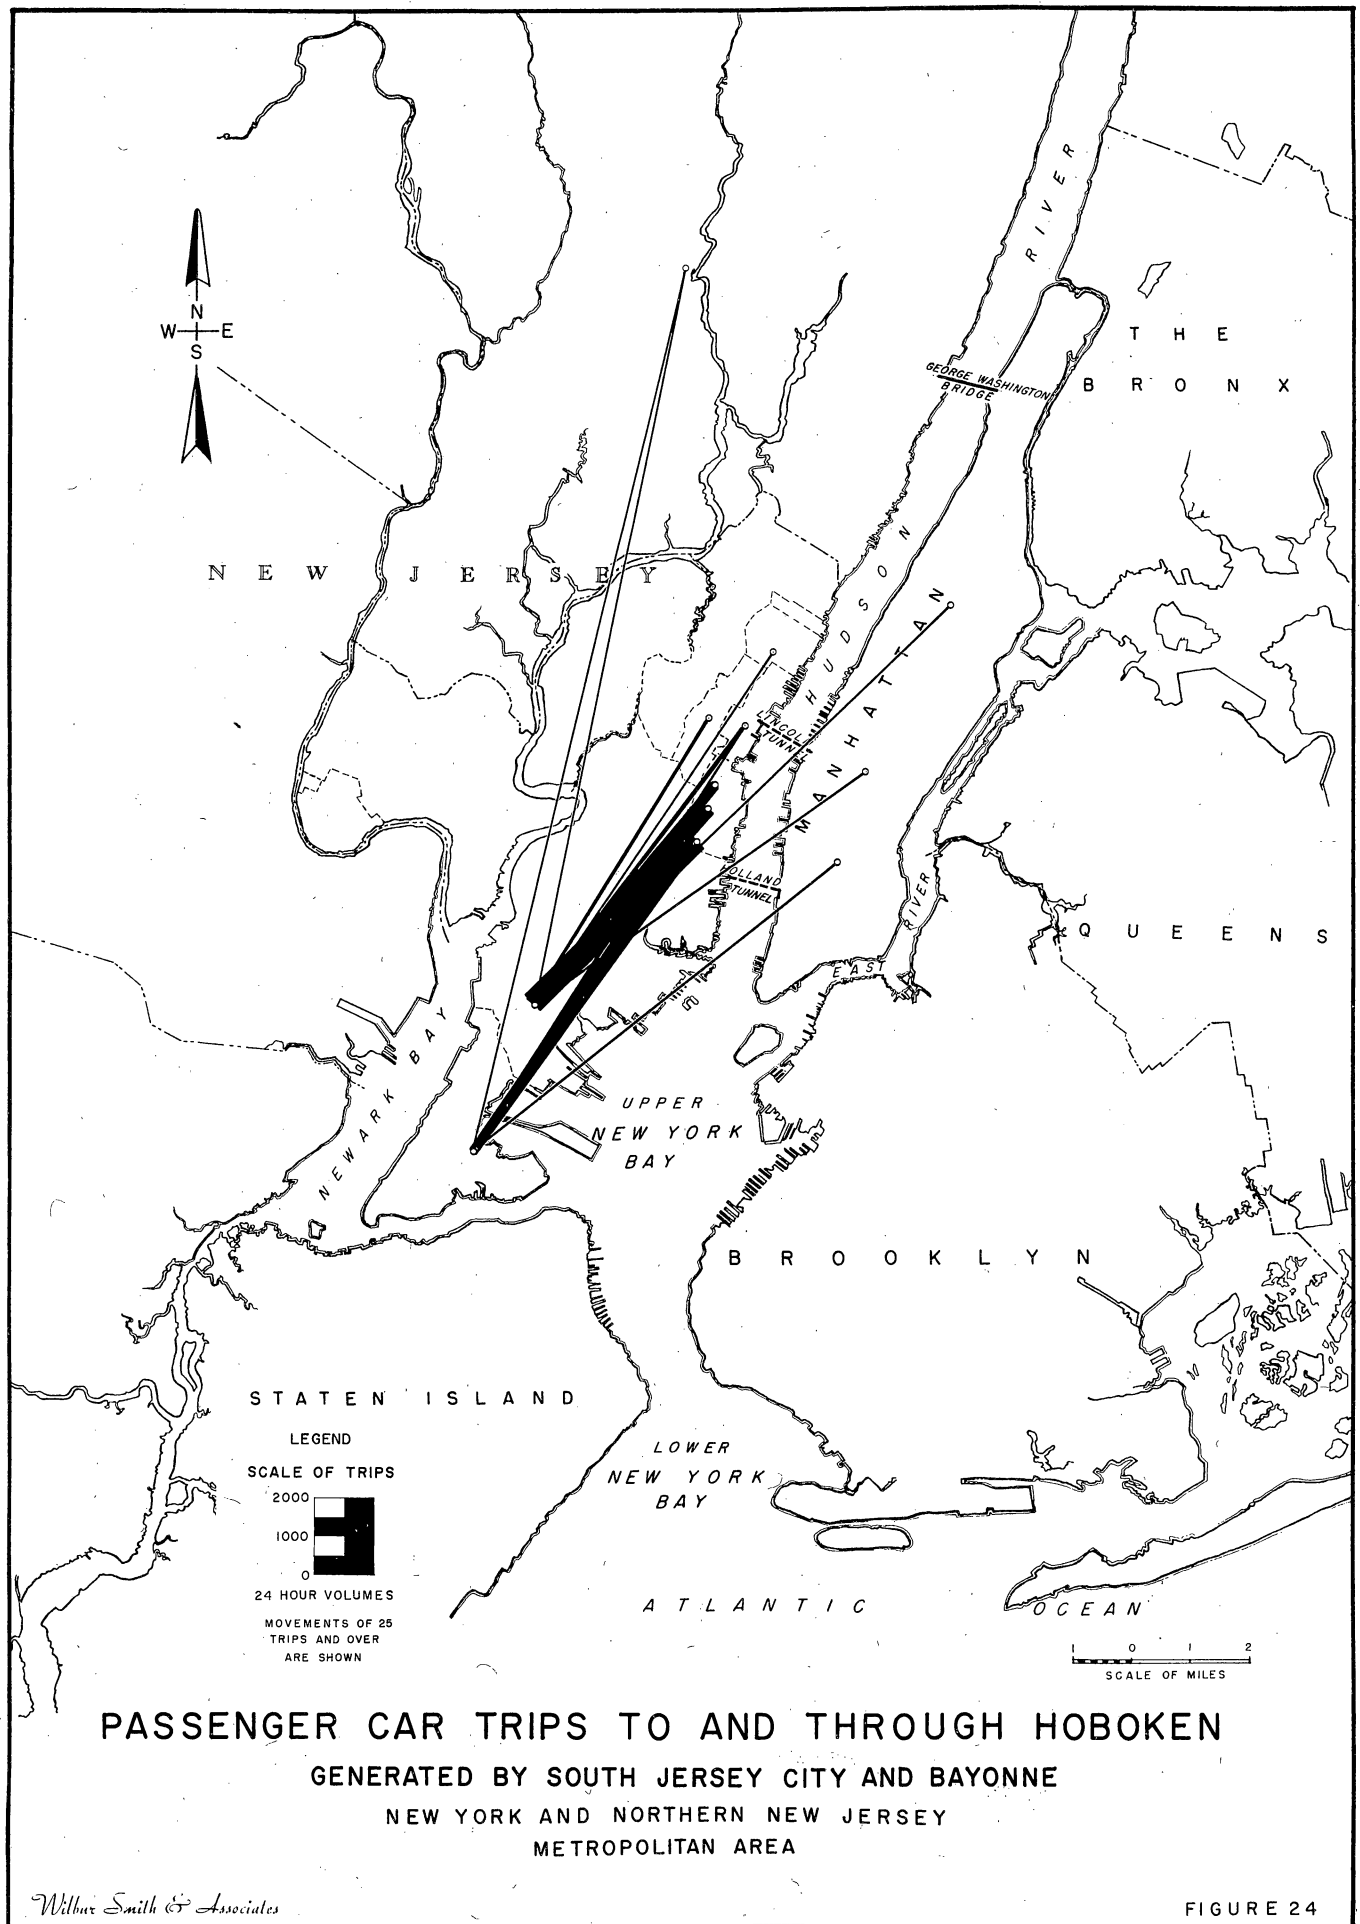 RIVER
N
W E
S
THE
BRONX
GEORGE WASHINGTON
BRIDGE
HUDSON
NEW JERSEY
MANHATTAN
LINCOLN
TUNNEL
HOLLAND
TUNNEL
RIVER
QUEENS
EAST
NEWARK BAY
UPPER
NEW YORK
BAY
BROOKLYN
STATEN ISLAND
LEGEND
SCALE OF TRIPS
2000
1000
0
24 HOUR VOLUMES
MOVEMENTS OF 25
TRIPS AND OVER
ARE SHOWN
LOWER
NEW YORK
BAY
ATLANTIC OCEAN
1 0 1 2
SCALE OF MILES
PASSENGER CAR TRIPS TO AND THROUGH HOBOKEN
GENERATED BY SOUTH JERSEY CITY AND BAYONNE
NEW YORK AND NORTHERN NEW JERSEY
METROPOLITAN AREA
Wilbur Smith & Associates
FIGURE 24